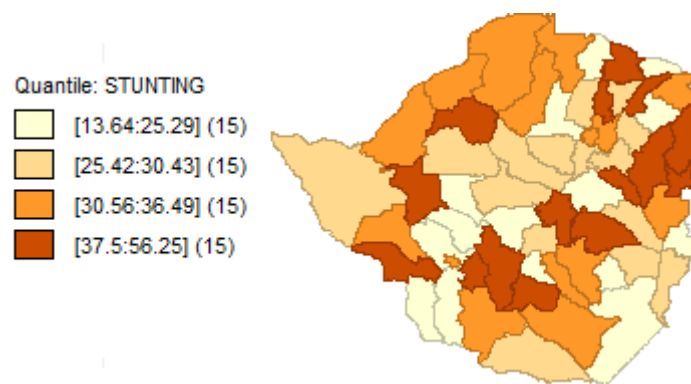 Quantile: STUNTING
[13.64:25.29] (15)
[25.42:30.43] (15)
[30.56:36.49] (15)
[37.5:56.25] (15)